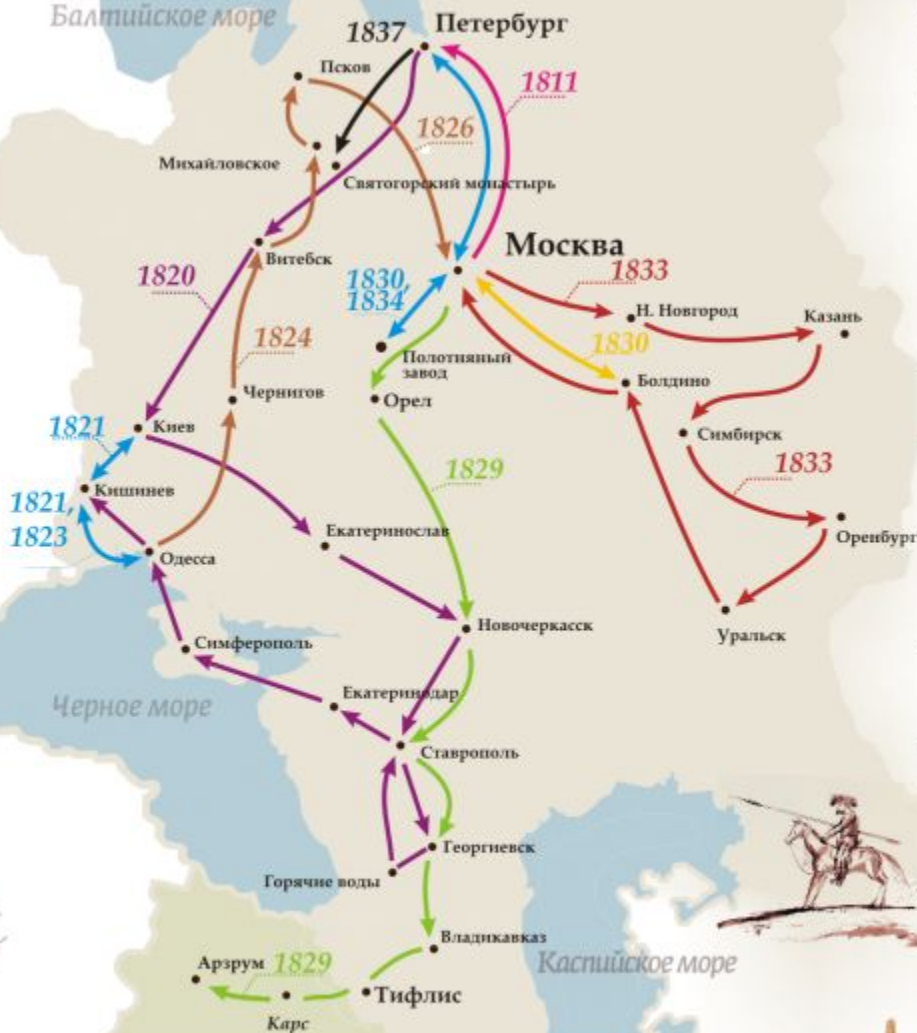 Балтийское море
1837
Петербург
Псков
1811
1826
Михайловское
Святогорский монастырь
Москва
Витебск
1820
1830,
1834
1833
Н. Новгород
Казань
1830
1824
Полотняный
завод
Болдино
Чернигов
Орел
1821
Киев
Симбирск
1829
1833
Кишинев
1821,
1823
Екатеринослав
Оренбург
Одесса
Новочеркасск
Уральск
Симферополь
Екатеринодар
Черное море
Ставрополь
Георгиевск
Горячие воды
Владикавказ
Арзрум
1829
Каспийское море
Тифлис
Карс